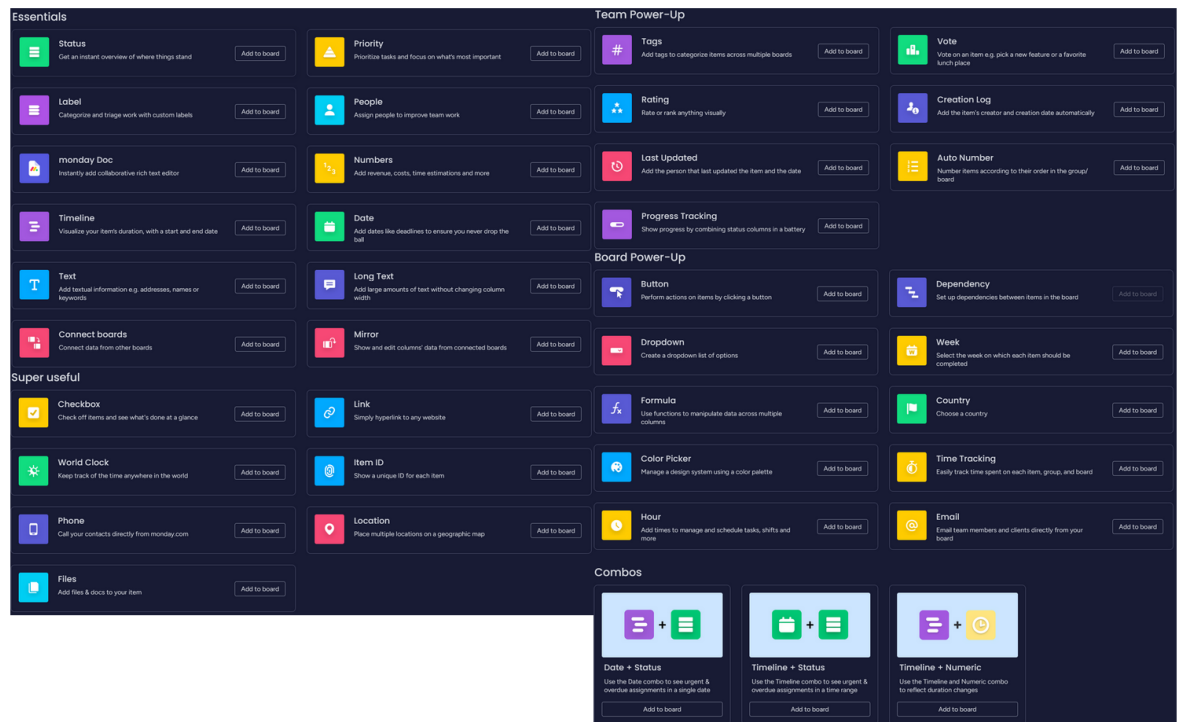 Essentials
Status
Get an instant overview of where things stand
Add to board
Priority
Prioritize tasks and focus on what's most important
Add to board
Label
Categorize and triage work with custom labels
Add to board
People
Assign people to improve team work
Add to board
monday Doc
Instantly add collaborative rich text editor
Add to board
Numbers
Add revenue, costs, time estimations and more
Add to board
Timeline
Visualize your item's duration, with a start and end date
Add to board
Date
Add dates like deadlines to ensure you never drop the
ball
Add to board
Text
Add textual information e.g. addresses, names or
keywords
Add to board
Long Text
Add large amounts of text without changing column
width
Add to board
Connect boards
Connect data from other boards
Add to board
Mirror
Show and edit columns' data from connected boards
Add to board
Super useful
Checkbox
Check off items and see what's done at a glance
Add to board
Link
Simply hyperlink to any website
Add to board
World Clock
Keep track of the time anywhere in the world
Add to board
Item ID
Show a unique ID for each item
Add to board
Phone
Call your contacts directly from monday.com
Add to board
Location
Place multiple locations on a geographic map
Add to board
Files
Add files & docs to your item
Add to board
Team Power-Up
Tags
Add tags to categorize items across multiple boards
Add to board
Vote
Vote on an item e.g. pick a new feature or a favorite
lunch place
Add to board
Rating
Rate or rank anything visually
Add to board
Creation Log
Add the item's creator and creation date automatically
Add to board
Last Updated
Add the person that last updated the item and the date
Add to board
Auto Number
Number items according to their order in the group/
board
Add to board
Progress Tracking
Show progress by combining status columns in a battery
Add to board
Board Power-Up
Button
Perform actions on items by clicking a button
Add to board
Dependency
Set up dependencies between items in the board
Add to board
Dropdown
Create a dropdown list of options
Add to board
Week
Select the week on which each item should be
completed
Add to board
Formula
Use functions to manipulate data across multiple
columns
Add to board
Country
Choose a country
Add to board
Color Picker
Manage a design system using a color palette
Add to board
Time Tracking
Easily track time spent on each item, group, and board
Add to board
Hour
Add times to manage and schedule tasks, shifts and
more
Add to board
Email
Email team members and clients directly from your
board
Add to board
Combos
Date + Status
Use the Date combo to see urgent &
overdue assignments in a single date
Add to board
Timeline + Status
Use the Timeline combo to see urgent &
overdue assignments in a time range
Add to board
Timeline + Numeric
Use the Timeline and Numeric combo
to reflect duration changes
Add to board